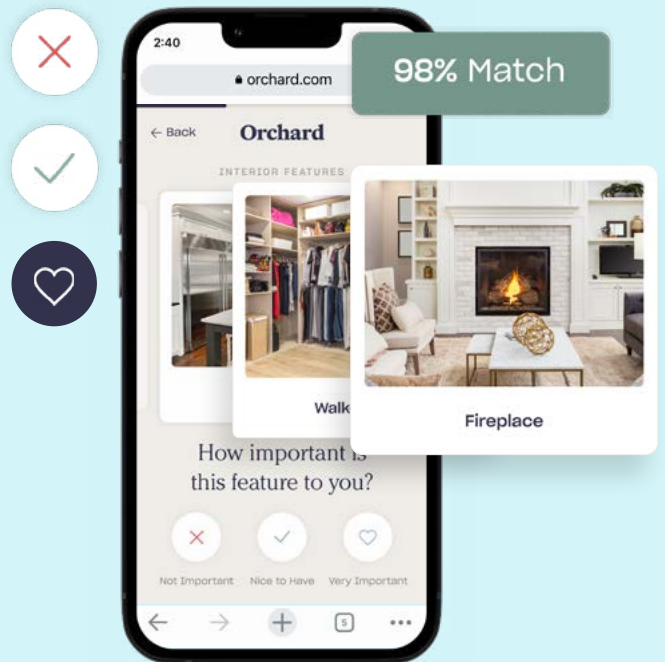 2:40
98% Match
orchard.com
← Back
Orchard
INTERIOR FEATURES
Walk
Fireplace
How important is
this feature to you?
Not Important
Nice to Have
Very Important
5